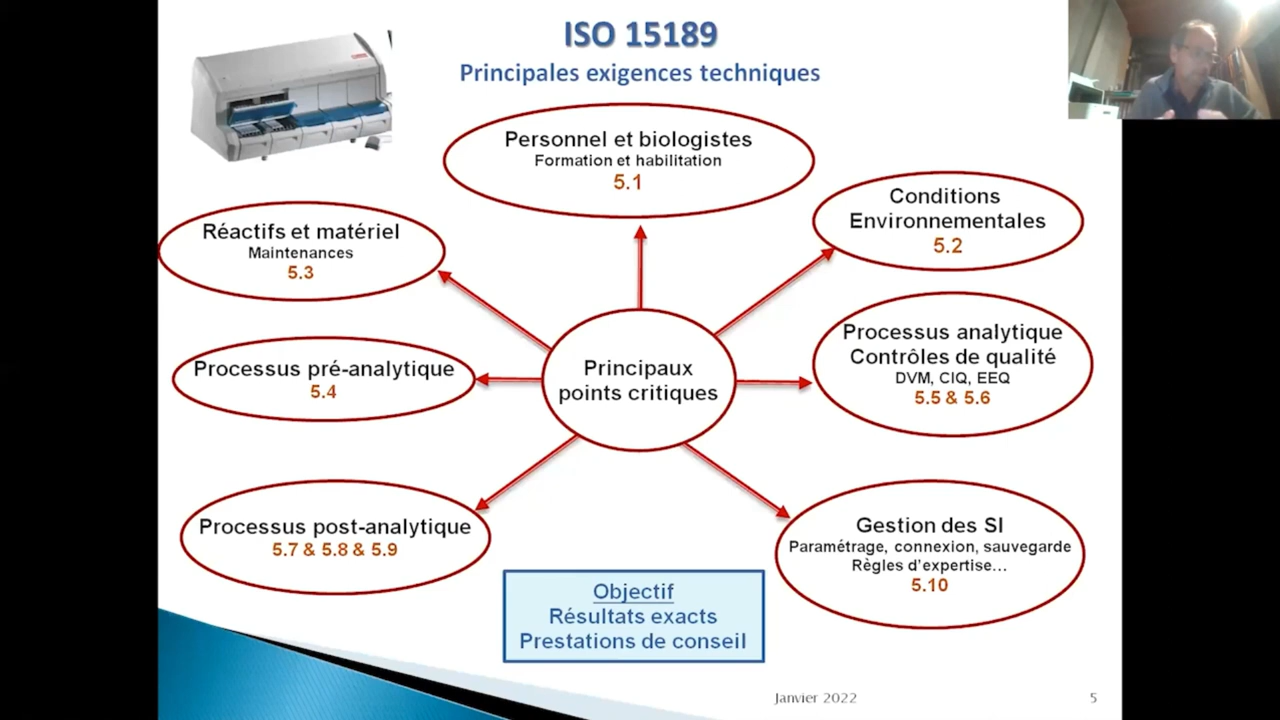 ISO 15189
Principales exigences techniques
Personnel et biologistes
Formation et habilitation
5.1
Conditions
Environnementales
5.2
Réactifs et matériel
Maintenances
5.3
Processus analytique
Contrôles de qualité
DVM, CIQ, EEQ
5.5 & 5.6
Processus pré-analytique
5.4
Principaux
points critiques
Processus post-analytique
5.7 & 5.8 & 5.9
Gestion des SI
Paramétrage, connexion, sauvegarde
Règles d'expertise...
5.10
Objectif
Résultats exacts
Prestations de conseil
Janvier 2022
5